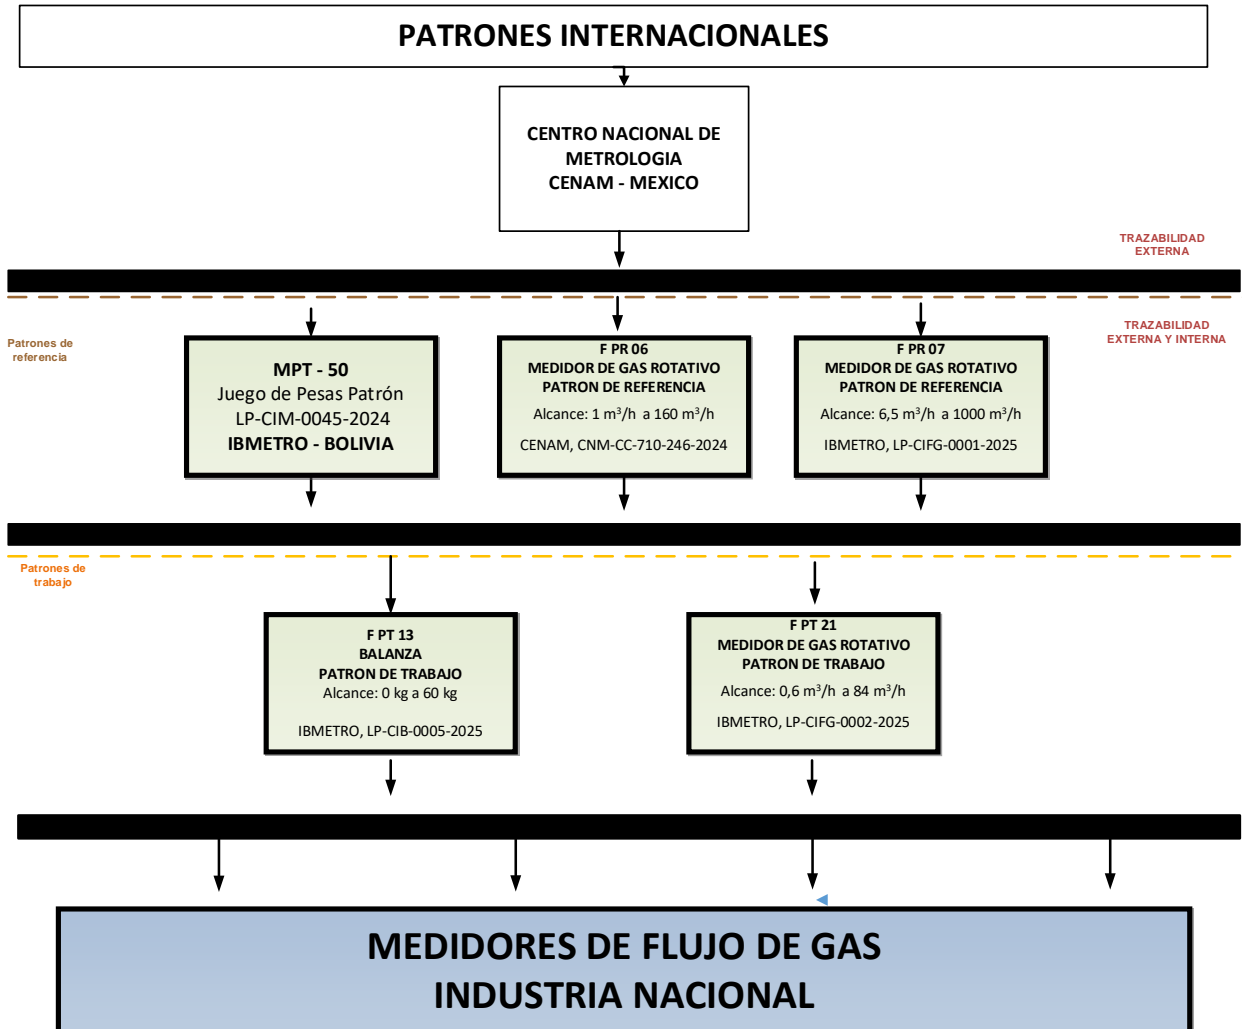 PATRONES INTERNACIONALES
CENTRO NACIONAL DE
METROLOGIA
CENAM - MEXICO
TRAZABILIDAD
EXTERNA
Patrones de
referencia
TRAZABILIDAD
EXTERNA Y INTERNA
MPT - 50
Juego de Pesas Patrón
LP-CIM-0045-2024
IBMETRO - BOLIVIA
F PR 06
MEDIDOR DE GAS ROTATIVO
PATRON DE REFERENCIA
Alcance: 1 m³/h a 160 m³/h
CENAM, CNM-CC-710-246-2024
F PR 07
MEDIDOR DE GAS ROTATIVO
PATRON DE REFERENCIA
Alcance: 6,5 m³/h a 1000 m³/h
IBMETRO, LP-CIFG-0001-2025
Patrones de
trabajo
F PT 13
BALANZA
PATRON DE TRABAJO
Alcance: 0 kg a 60 kg
IBMETRO, LP-CIB-0005-2025
F PT 21
MEDIDOR DE GAS ROTATIVO
PATRON DE TRABAJO
Alcance: 0,6 m³/h a 84 m³/h
IBMETRO, LP-CIFG-0002-2025
MEDIDORES DE FLUJO DE GAS
INDUSTRIA NACIONAL